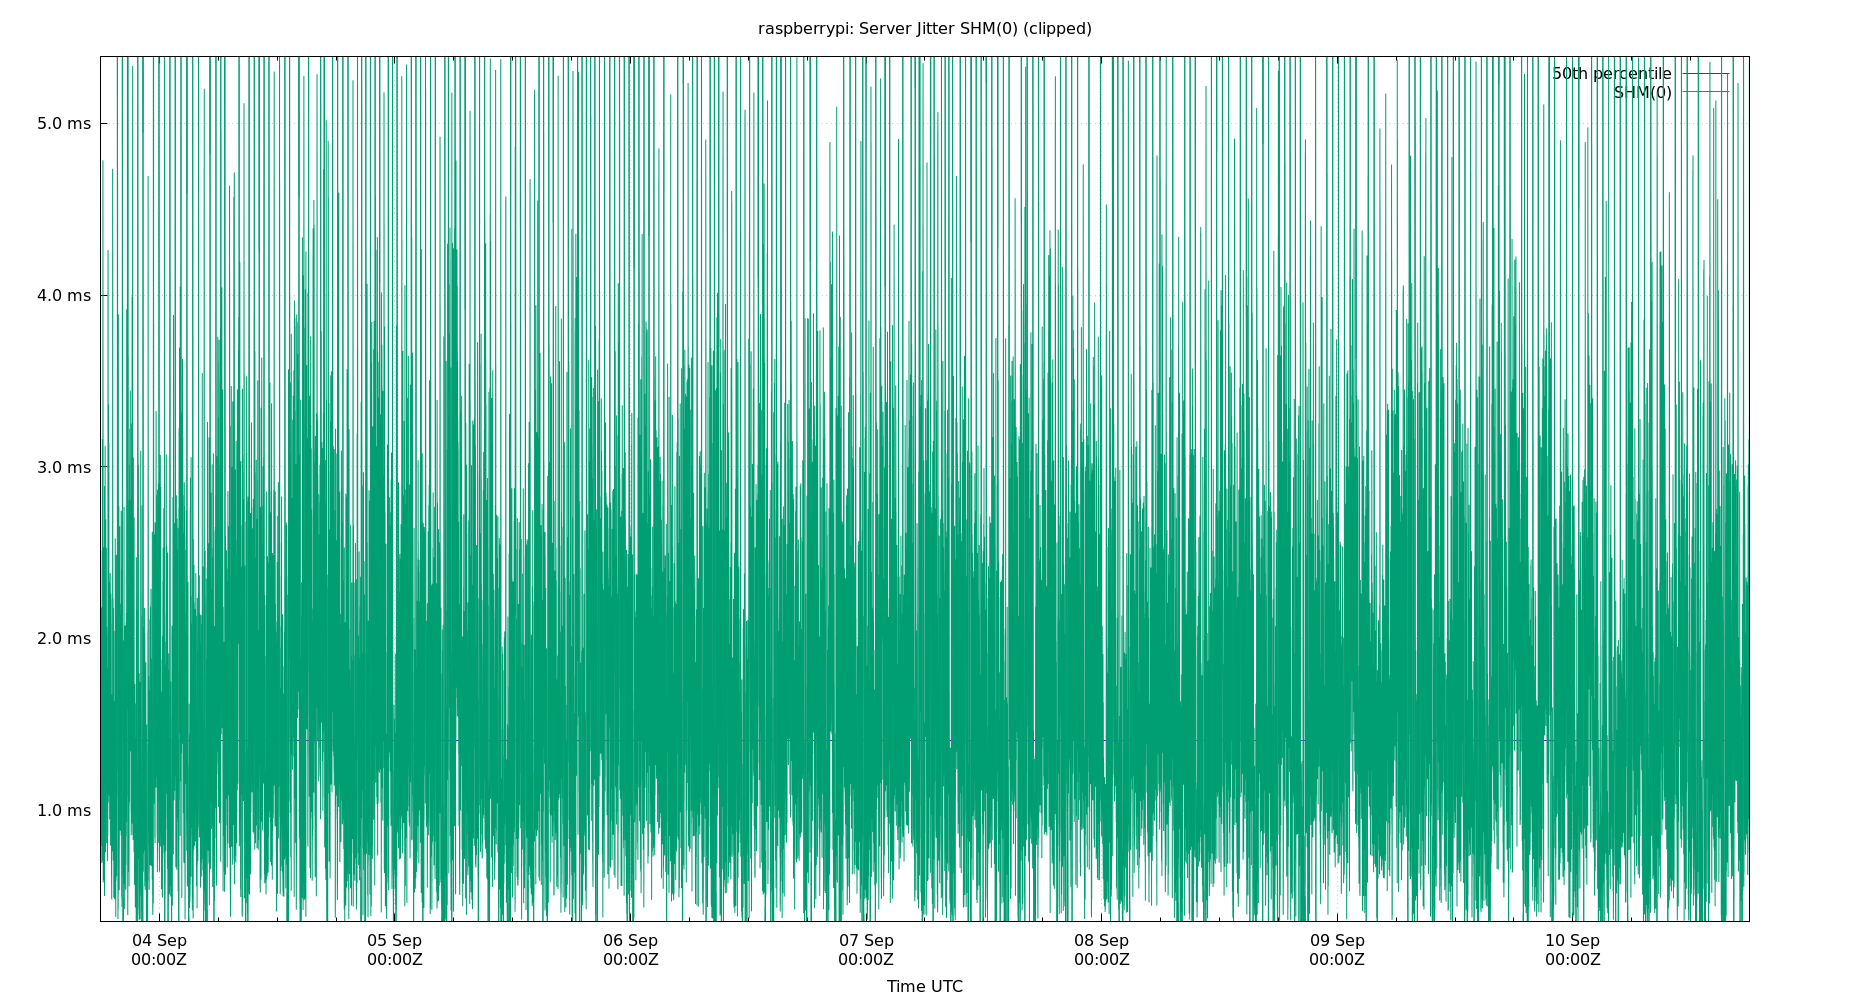 raspberrypi: Server Jitter SHM(0) (clipped)
50th percentile
SHM(0)
5.0 ms
4.0 ms
3.0 ms
2.0 ms
1.0 ms
04 Sep 05 Sep 06 Sep 07 Sep 08 Sep 09 Sep 10 Sep
00:00Z 00:00Z 00:00Z 00:00Z 00:00Z 00:00Z 00:00Z
Time UTC